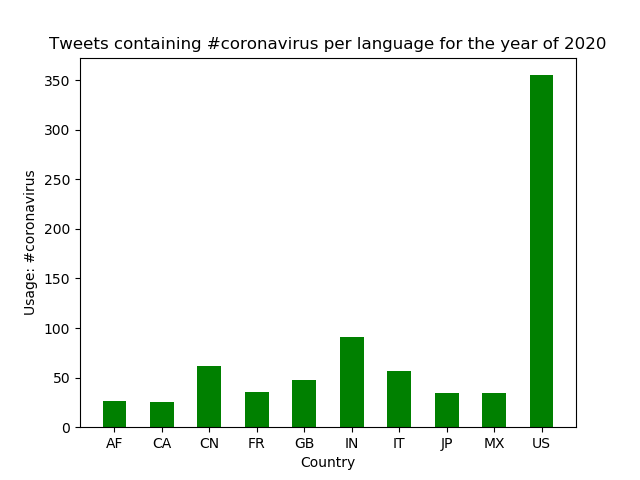 Tweets containing #coronavirus per language for the year of 2020
350
300
250
200
150
100
50
0
Usage: #coronavirus
AF CA CN FR GB IN IT JP MX US
Country